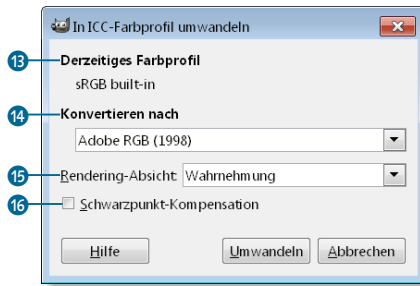 In ICC-Farbprofil umwandeln
13 Derzeitiges Farbprofil
sRGB built-in
14 Konvertieren nach
Adobe RGB (1998)
15 Rendering-Absicht: Wahrnehmung
16 Schwarzpunkt-Kompensation
Hilfe Umwandeln Abbrechen